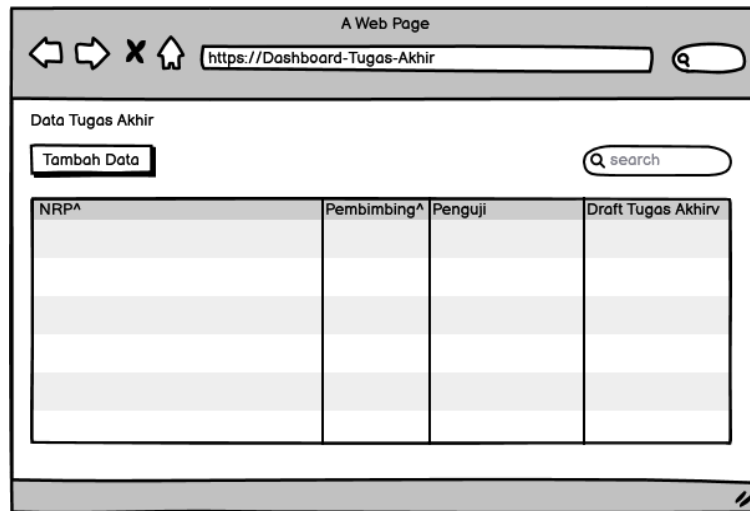 A Web Page
https://Dashboard-Tugas-Akhir
Data Tugas Akhir
Tambah Data
search
NRP^ Pembimbing^ Penguji Draft Tugas Akhirv